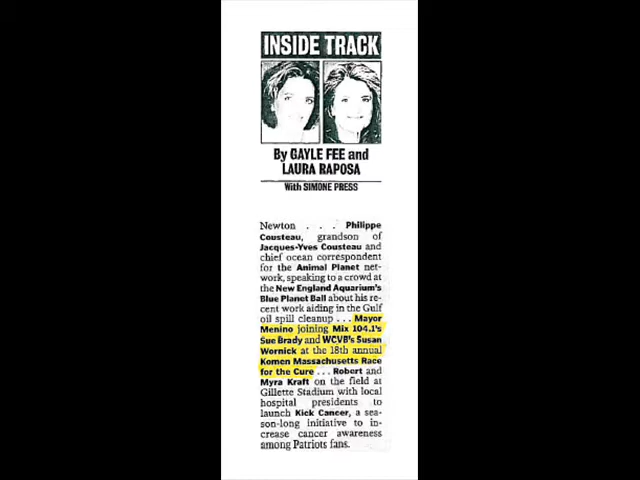 INSIDE TRACK
By GAYLE FEE and
LAURA RAPOSA
With SIMONE PRESS
Newton . . . Philippe
Cousteau, grandson of
Jacques-Yves Cousteau and
chief ocean correspondent
for the Animal Planet net-
work, speaking to a crowd at
the New England Aquarium's
Blue Planet Ball about his re-
cent work aiding in the Gulf
oil spill cleanup . . . Mayor
Menino joining Mix 104.1's
Sue Brady and WCVB's Susan
Wornick at the 18th annual
Komen Massachusetts Race
for the Cure . . . Robert and
Myra Kraft on the field at
Gillette Stadium with local
hospital presidents to
launch Kick Cancer, a sea-
son-long initiative to in-
crease cancer awareness
among Patriots fans.